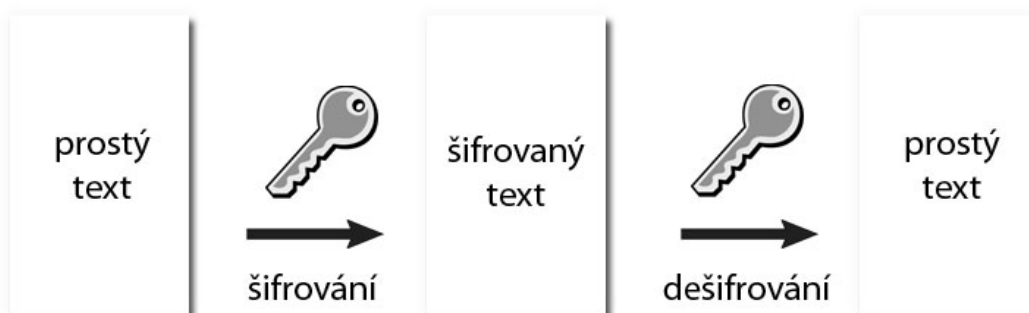 prostý
text
šifrování
šifrovaný
text
dešifrování
prostý
text